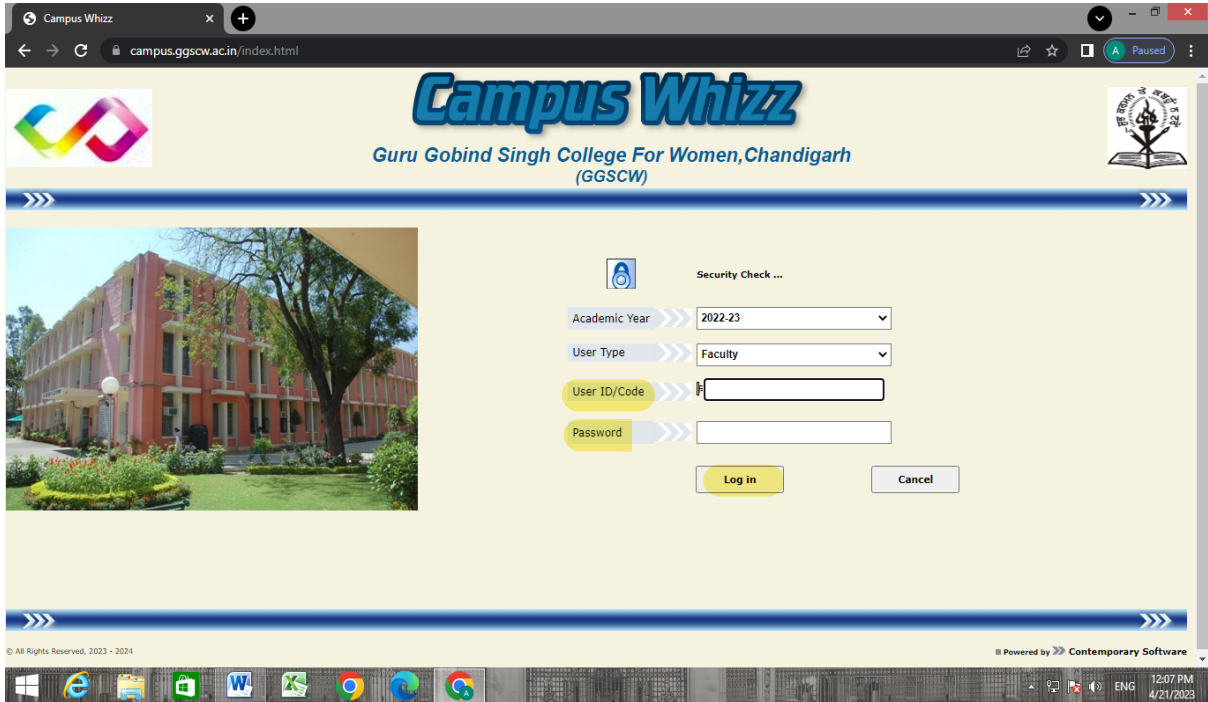 Campus Whizz
campus.ggscw.ac.in/index.html
A Paused
Campus Whizz
Guru Gobind Singh College For Women,Chandigarh
(GGSCW)
Security Check ...
Academic Year 2022-23
User Type Faculty
User ID/Code
Password
Log in Cancel
© All Rights Reserved, 2023 - 2024
Powered by Contemporary Software
ENG 12:07 PM
4/21/2023